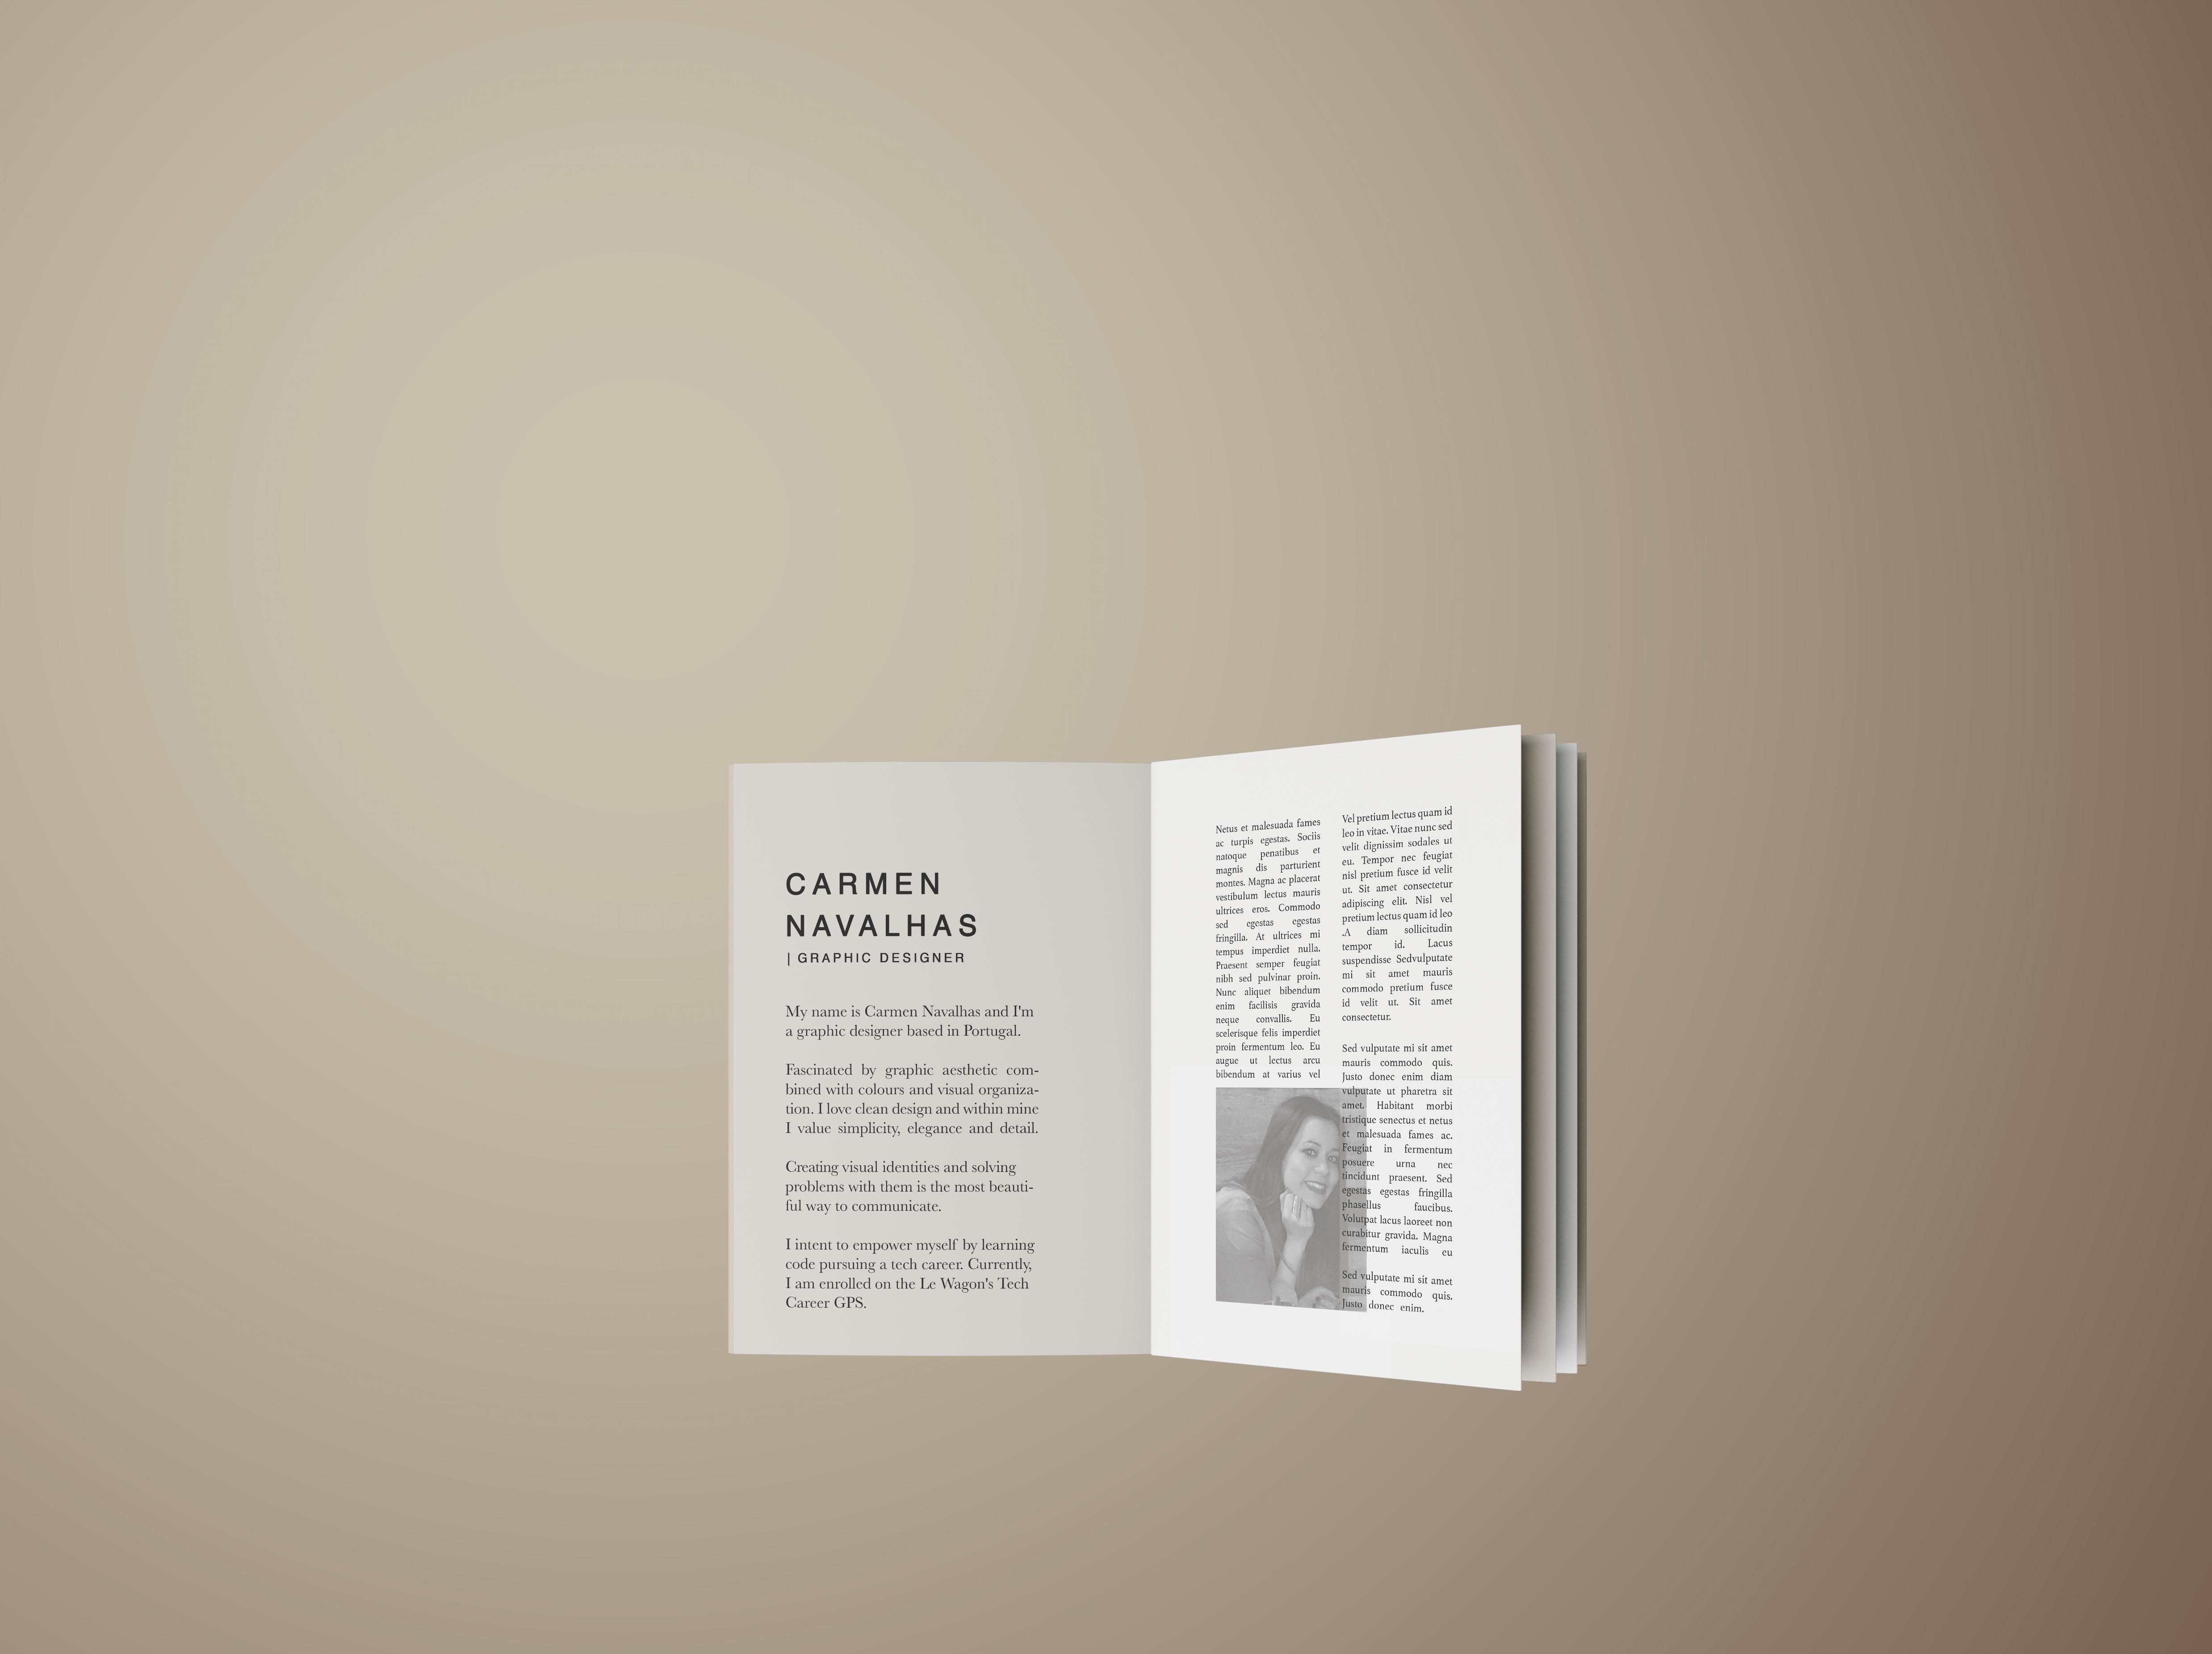 CARMEN
NAVALHAS
| GRAPHIC DESIGNER
My name is Carmen Navalhas and I'm
a graphic designer based in Portugal.
Fascinated by graphic aesthetic com-
bined with colours and visual organiza-
tion. I love clean design and within mine
I value simplicity, elegance and detail.
Creating visual identities and solving
problems with them is the most beauti-
ful way to communicate.
I intent to empower myself by learning
code pursuing a tech career. Currently,
I am enrolled on the Le Wagon's Tech
Career GPS.
Netus et malesuada fames
ac turpis egestas. Sociis
natoque penatibus et
magnis dis parturient
montes. Magna ac placerat
vestibulum lectus mauris
ultrices eros. Commodo
sed egestas egestas
fringilla. At ultrices mi
tempus imperdiet nulla.
Praesent semper feugiat
nibh sed pulvinar proin.
Nunc aliquet bibendum
enim facilisis gravida
neque convallis. Eu
scelerisque felis imperdiet
proin fermentum leo. Eu
augue ut lectus arcu
bibendum at varius vel
Vel pretium lectus quam id
leo in vitae. Vitae nunc sed
velit dignissim sodales ut
eu. Tempor nec feugiat
nisl pretium fusce id velit
ut. Sit amet consectetur
adipiscing elit. Nisl vel
pretium lectus quam id leo
.A diam sollicitudin
tempor id. Lacus
suspendisse Sedvulputate
mi sit amet mauris
commodo pretium fusce
id velit ut. Sit amet
consectetur.
Sed vulputate mi sit amet
mauris commodo quis.
Justo donec enim diam
vulputate ut pharetra sit
amet. Habitant morbi
tristique senectus et netus
et malesuada fames ac.
Feugiat in fermentum
posuere urna nec
tincidunt praesent. Sed
egestas egestas fringilla
phasellus faucibus.
Volutpat lacus laoreet non
curabitur gravida. Magna
fermentum iaculis eu
Sed vulputate mi sit amet
mauris commodo quis.
Justo donec enim.